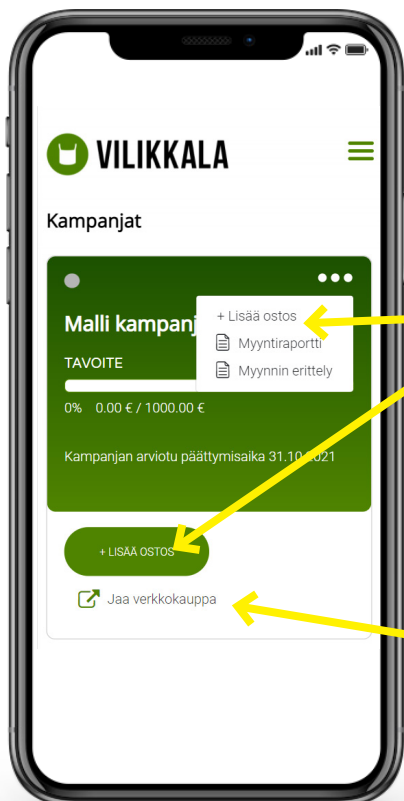 VILIKKALA
Kampanjat
Malli kampanj
+ Lisää ostos
Myyntiraportti
Myynnin erittely
TAVOITE
0% 0.00 € / 1000.00 €
Kampanjan arviotu päättymisaika 31.10.2021
+ LISÄÄ OSTOS
Jaa verkkokauppa